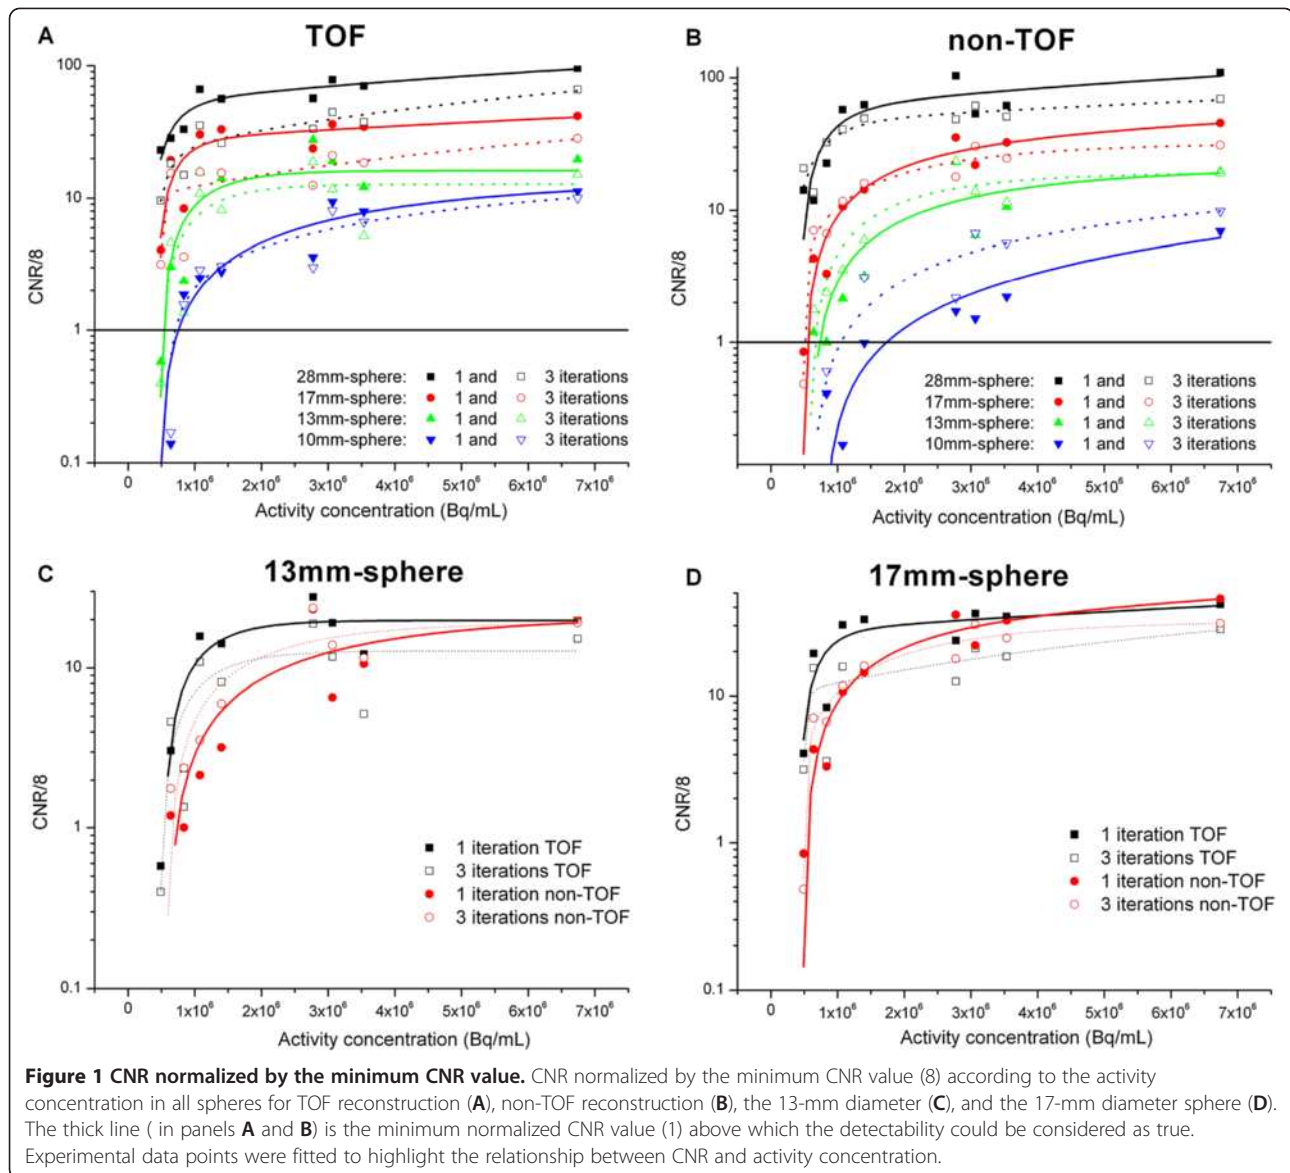 A
TOF
100
10
1
0.1
CNR/8
28mm-sphere: 1 and 3 iterations
17mm-sphere: 1 and 3 iterations
13mm-sphere: 1 and 3 iterations
10mm-sphere: 1 and 3 iterations
0 1x10⁶ 2x10⁶ 3x10⁶ 4x10⁶ 5x10⁶ 6x10⁶ 7x10⁶
Activity concentration (Bq/mL)
B
non-TOF
100
10
1
CNR/8
28mm-sphere: 1 and 3 iterations
17mm-sphere: 1 and 3 iterations
13mm-sphere: 1 and 3 iterations
10mm-sphere: 1 and 3 iterations
0 1x10⁶ 2x10⁶ 3x10⁶ 4x10⁶ 5x10⁶ 6x10⁶ 7x10⁶
Activity concentration (Bq/mL)
C
13mm-sphere
10
1
0.1
CNR/8
1 iteration TOF
3 iterations TOF
1 iteration non-TOF
3 iterations non-TOF
0 1x10⁶ 2x10⁶ 3x10⁶ 4x10⁶ 5x10⁶ 6x10⁶ 7x10⁶
Activity concentration (Bq/mL)
D
17mm-sphere
10
1
0.1
CNR/8
1 iteration TOF
3 iterations TOF
1 iteration non-TOF
3 iterations non-TOF
0 1x10⁶ 2x10⁶ 3x10⁶ 4x10⁶ 5x10⁶ 6x10⁶ 7x10⁶
Activity concentration (Bq/mL)
Figure 1 CNR normalized by the minimum CNR value. CNR normalized by the minimum CNR value (8) according to the activity
concentration in all spheres for TOF reconstruction (A), non-TOF reconstruction (B), the 13-mm diameter (C), and the 17-mm diameter sphere (D).
The thick line ( in panels A and B) is the minimum normalized CNR value (1) above which the detectability could be considered as true.
Experimental data points were fitted to highlight the relationship between CNR and activity concentration.